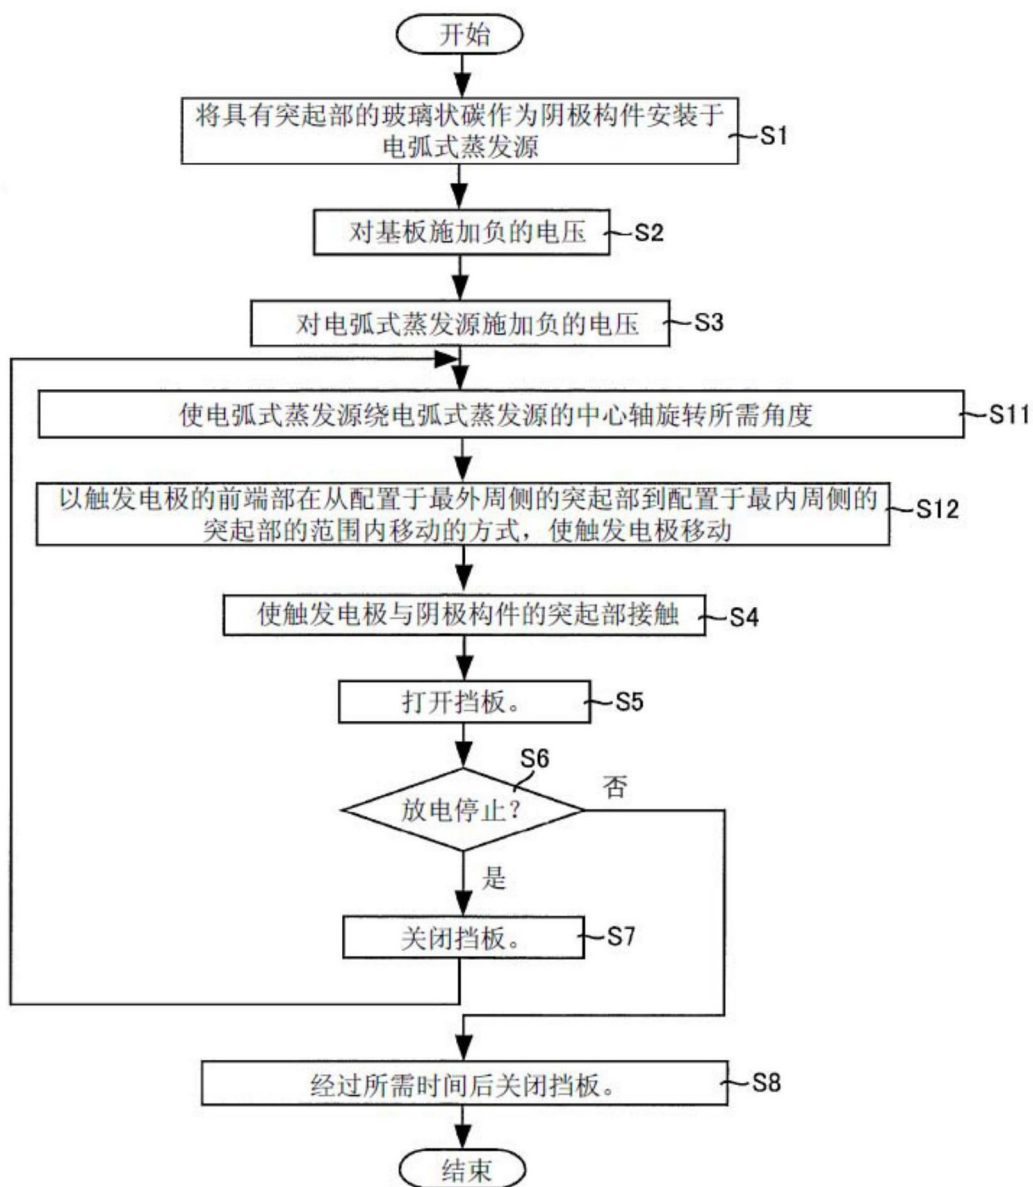 开始
将具有突起部的玻璃状碳作为阴极构件安装于
电弧式蒸发源
S1
对基板施加负的电压
S2
对电弧式蒸发源施加负的电压
S3
使电弧式蒸发源绕电弧式蒸发源的中心轴旋转所需角度
S11
以触发电极的前端部在从配置于最外周侧的突起部到配置于最内周侧的
突起部的范围内移动的方式，使触发电极移动
S12
使触发电极与阴极构件的突起部接触
S4
打开挡板。
S5
S6
放电停止？
否
是
关闭挡板。
S7
经过所需时间后关闭挡板。
S8
结束